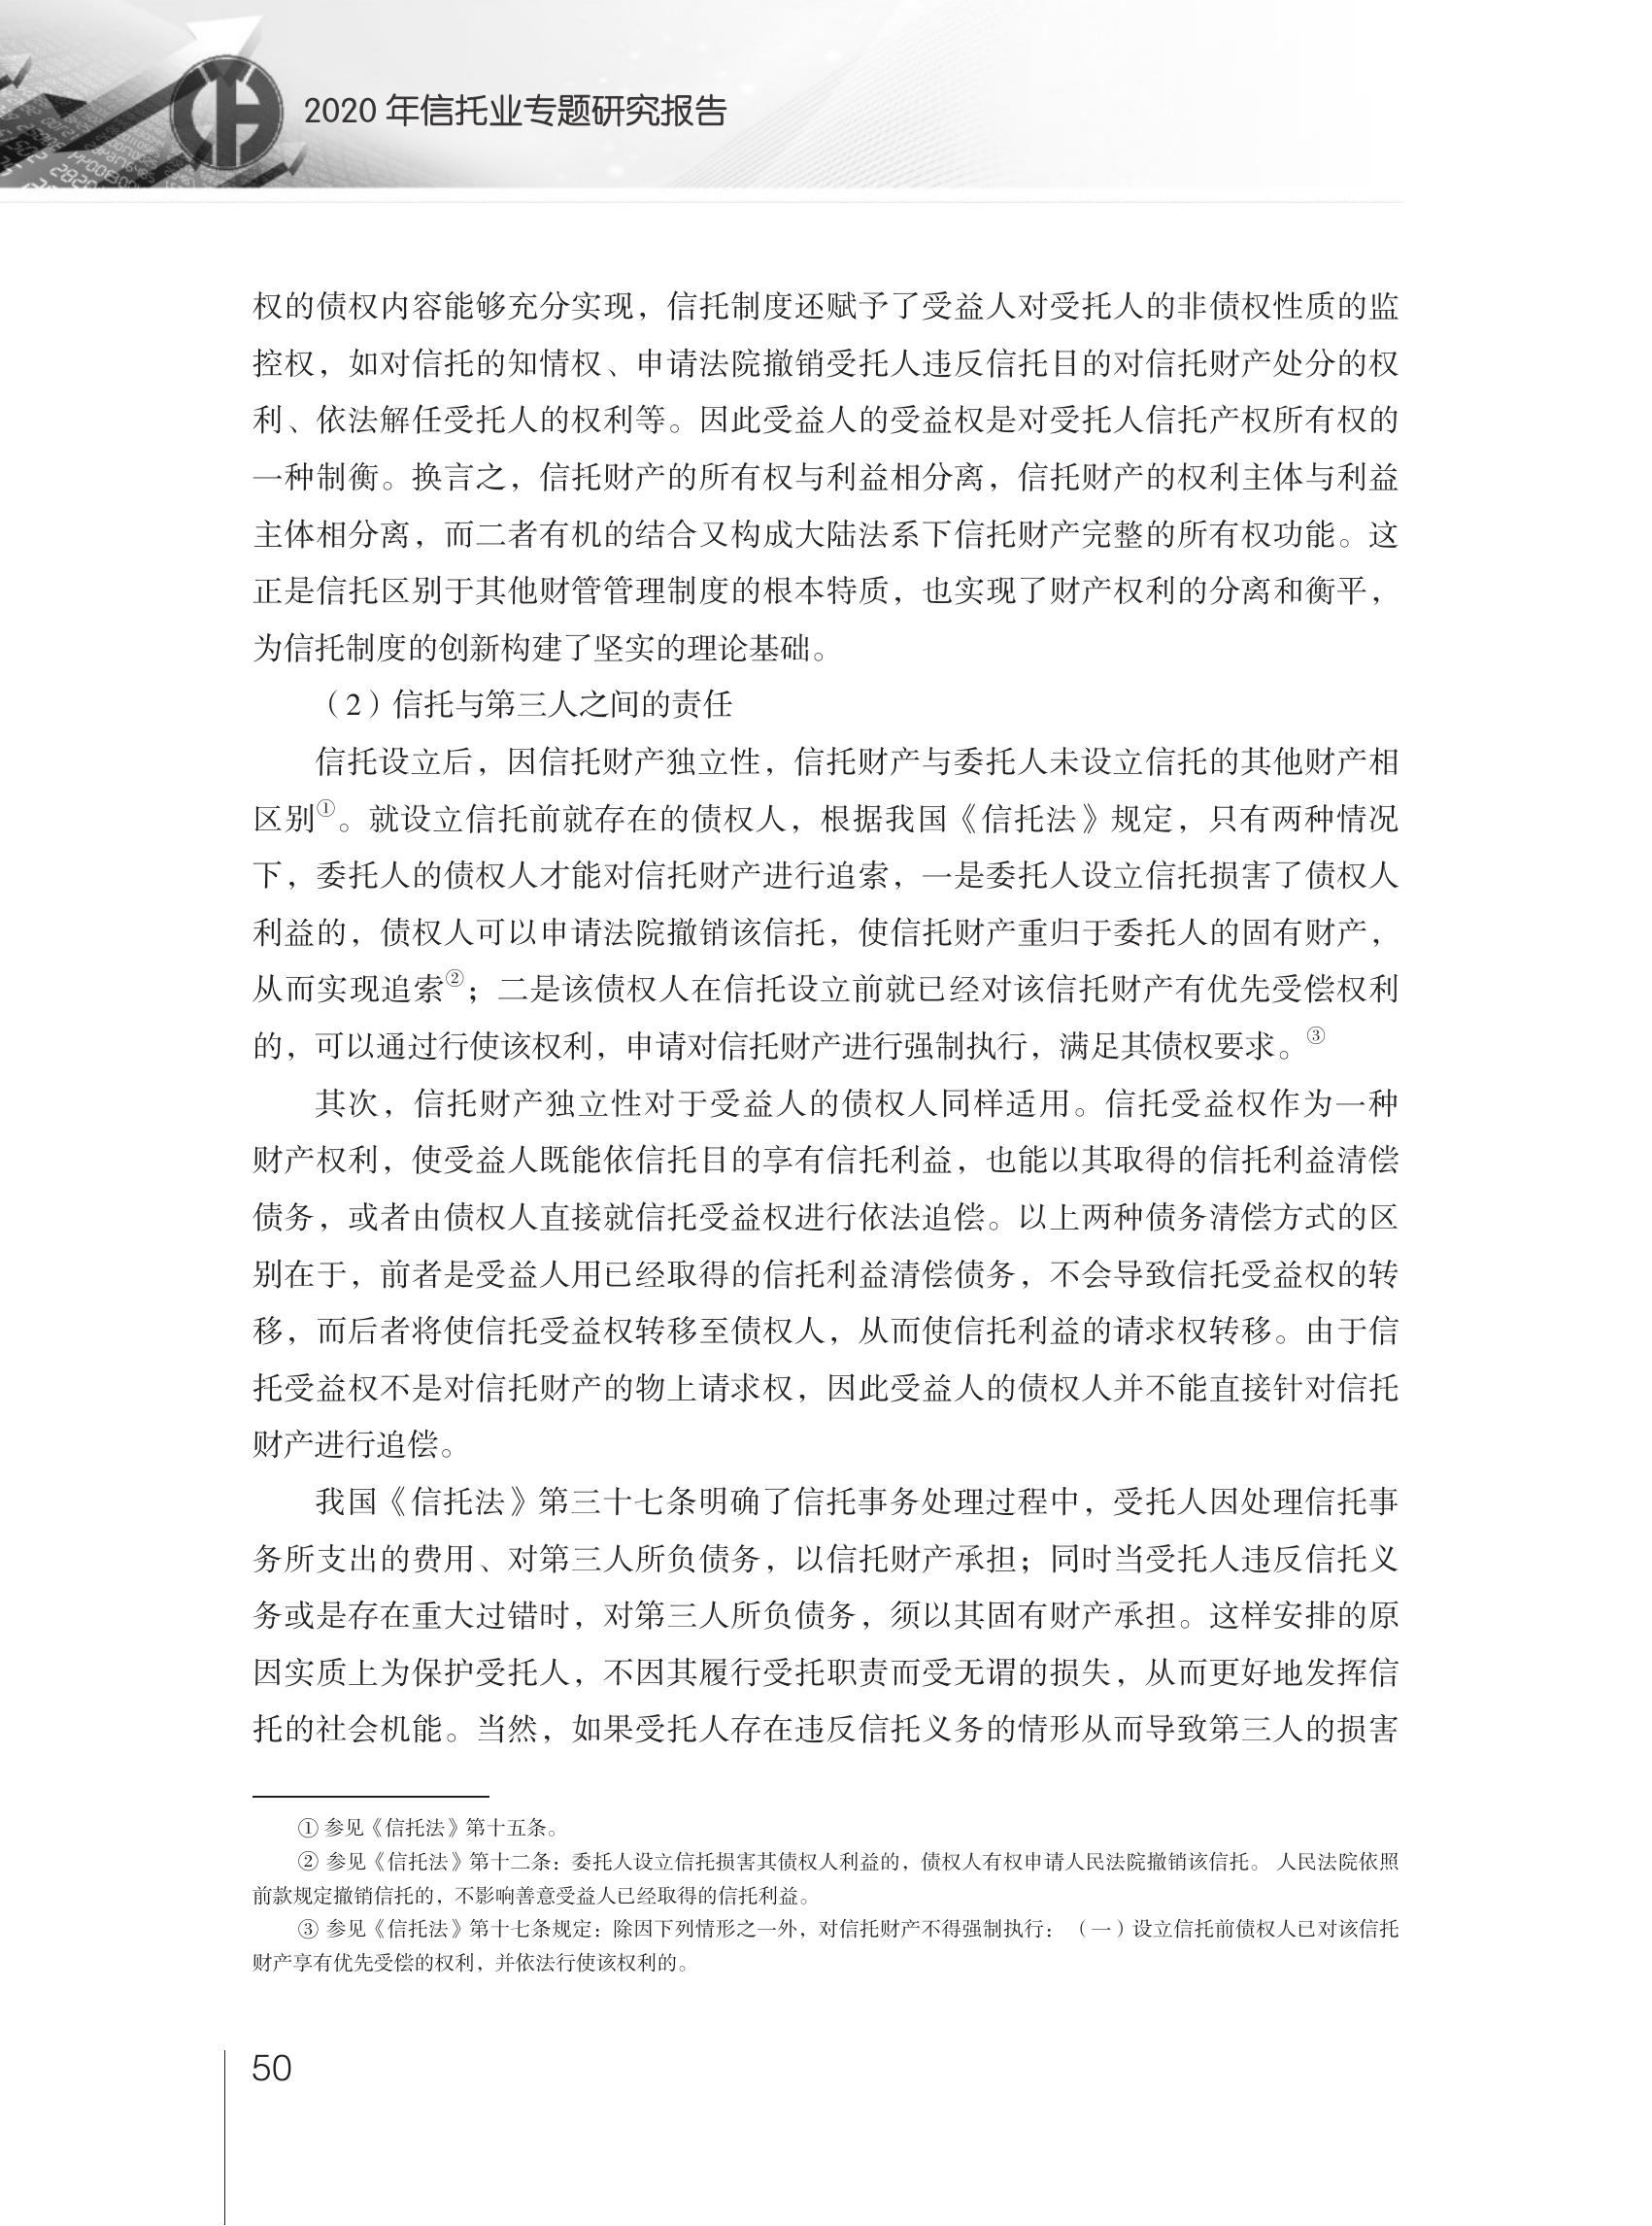 2020 年信托业专题研究报告
权的债权内容能够充分实现，信托制度还赋予了受益人对受托人的非债权性质的监
控权，如对信托的知情权、申请法院撤销受托人违反信托目的对信托财产处分的权
利、依法解任受托人的权利等。因此受益人的受益权是对受托人信托产权所有权的
一种制衡。换言之，信托财产的所有权与利益相分离，信托财产的权利主体与利益
主体相分离，而二者有机的结合又构成大陆法系下信托财产完整的所有权功能。这
正是信托区别于其他财管管理制度的根本特质，也实现了财产权利的分离和衡平，
为信托制度的创新构建了坚实的理论基础。
（2）信托与第三人之间的责任
信托设立后，因信托财产独立性，信托财产与委托人未设立信托的其他财产相
区别①。就设立信托前就存在的债权人，根据我国《信托法》规定，只有两种情况
下，委托人的债权人才能对信托财产进行追索，一是委托人设立信托损害了债权人
利益的，债权人可以申请法院撤销该信托，使信托财产重归于委托人的固有财产，
从而实现追索②；二是该债权人在信托设立前就已经对该信托财产有优先受偿权利
的，可以通过行使该权利，申请对信托财产进行强制执行，满足其债权要求。③
其次，信托财产独立性对于受益人的债权人同样适用。信托受益权作为一种
财产权利，使受益人既能依信托目的享有信托利益，也能以其取得的信托利益清偿
债务，或者由债权人直接就信托受益权进行依法追偿。以上两种债务清偿方式的区
别在于，前者是受益人用已经取得的信托利益清偿债务，不会导致信托受益权的转
移，而后者将使信托受益权转移至债权人，从而使信托利益的请求权转移。由于信
托受益权不是对信托财产的物上请求权，因此受益人的债权人并不能直接针对信托
财产进行追偿。
我国《信托法》第三十七条明确了信托事务处理过程中，受托人因处理信托事
务所支出的费用、对第三人所负债务，以信托财产承担；同时当受托人违反信托义
务或是存在重大过错时，对第三人所负债务，须以其固有财产承担。这样安排的原
因实质上为保护受托人，不因其履行受托职责而受无谓的损失，从而更好地发挥信
托的社会机能。当然，如果受托人存在违反信托义务的情形从而导致第三人的损害
① 参见《信托法》第十五条。
② 参见《信托法》第十二条：委托人设立信托损害其债权人利益的，债权人有权申请人民法院撤销该信托。 人民法院依照
前款规定撤销信托的，不影响善意受益人已经取得的信托利益。
③ 参见《信托法》第十七条规定：除因下列情形之一外，对信托财产不得强制执行： （一）设立信托前债权人已对该信托
财产享有优先受偿的权利，并依法行使该权利的。
50